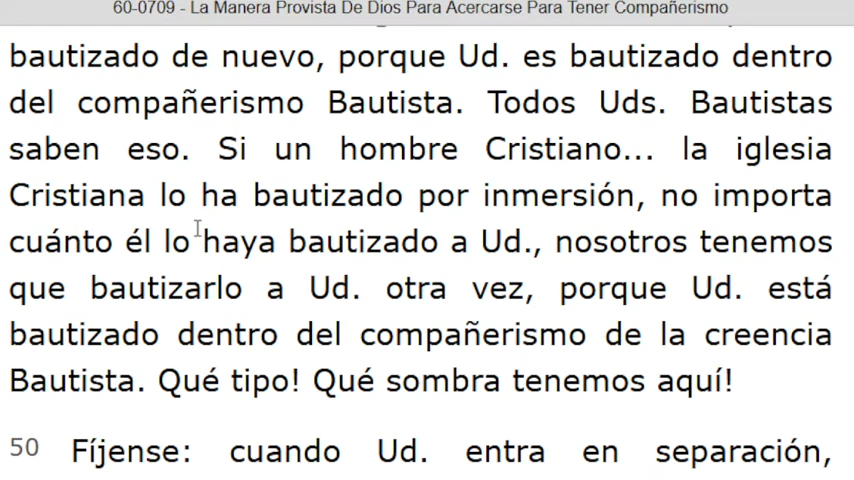 60-0709 - La Manera Provista De Dios Para Acercarse Para Tener Compañerismo
bautizado de nuevo, porque Ud. es bautizado dentro
del compañerismo Bautista. Todos Uds. Bautistas
saben eso. Si un hombre Cristiano... la iglesia
Cristiana lo ha bautizado por inmersión, no importa
cuánto él lo haya bautizado a Ud., nosotros tenemos
que bautizarlo a Ud. otra vez, porque Ud. está
bautizado dentro del compañerismo de la creencia
Bautista. Qué tipo! Qué sombra tenemos aquí!
50 Fíjense: cuando Ud. entra en separación,